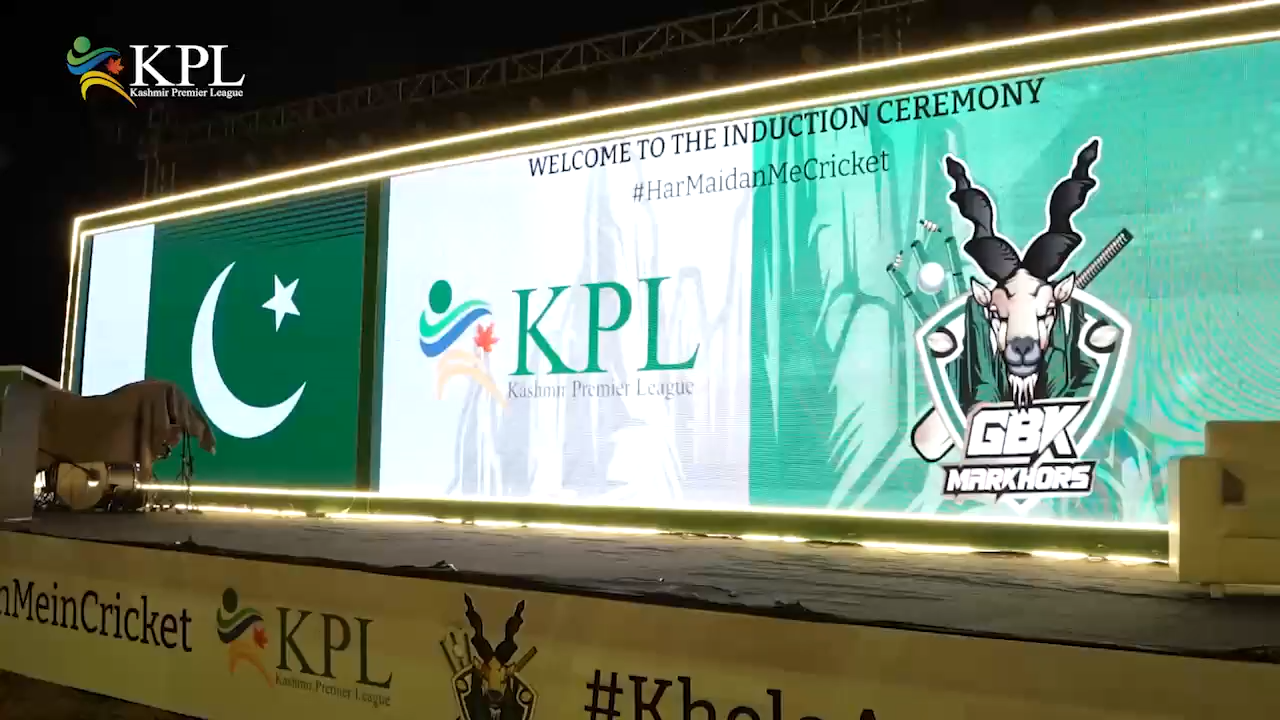 KPL
Kashmir Premier League
WELCOME TO THE INDUCTION CEREMONY
#HarMaidanMeCricket
KPL
Kashmir Premier League
GBK
MARKHORS
MeinCricket
KPL
Kashmir Premier League